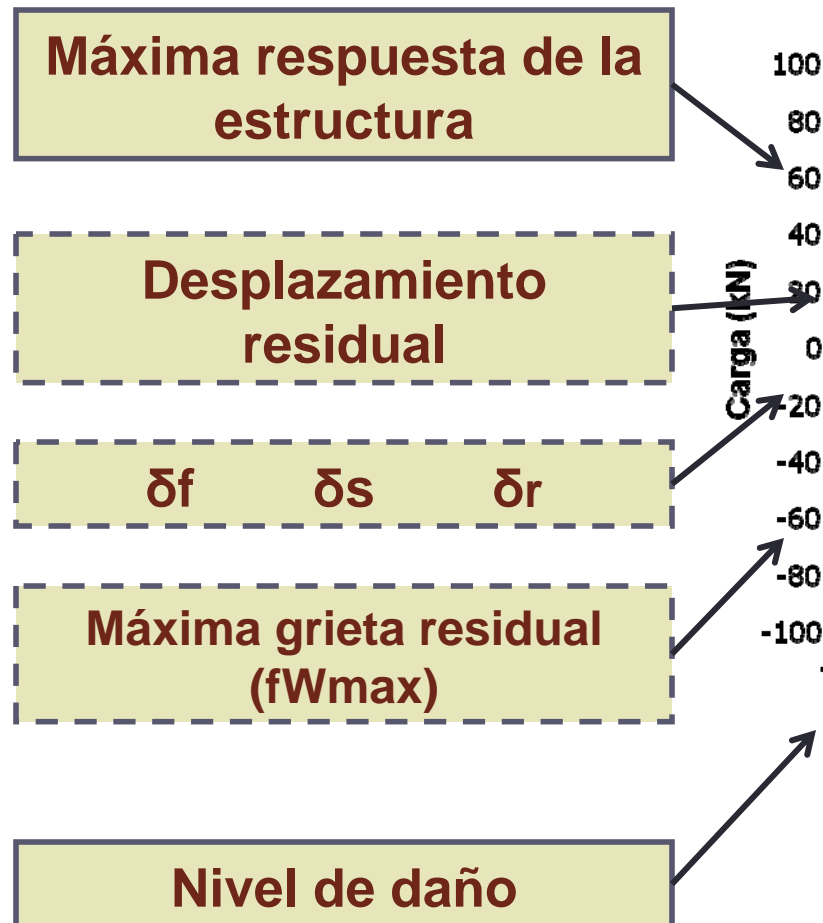 Máxima respuesta de la
estructura
Desplazamiento
residual
δf δs δr
Máxima grieta residual
(fWmax)
Nivel de daño
Carga (kN)
100
80
60
40
20
0
-20
-40
-60
-80
-100